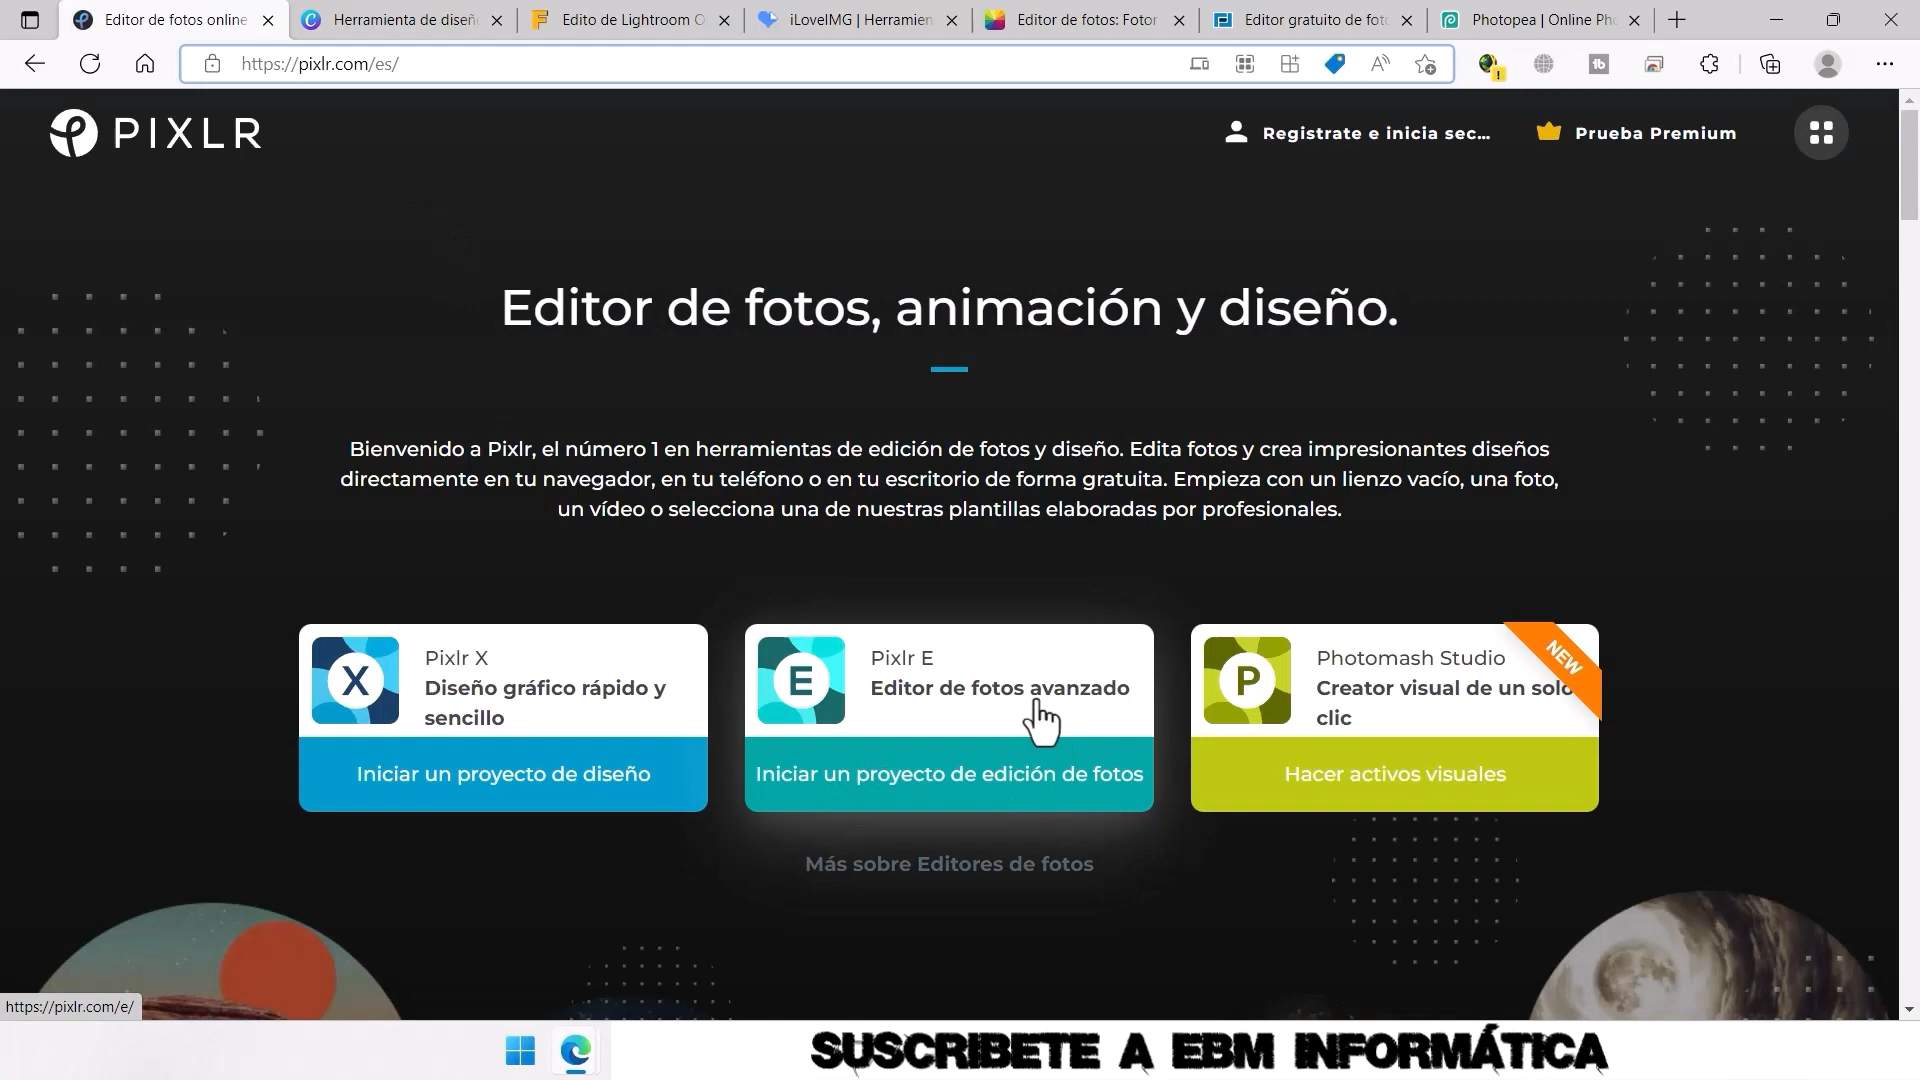 Editor de fotos online
Herramienta de diseñ
Edito de Lightroom O
iLoveIMG | Herramien
Editor de fotos: Fotor
Editor gratuito de foto
Photopea | Online Pho
https://pixlr.com/es/
PIXLR
Registrate e inicia sec...
Prueba Premium
Editor de fotos, animación y diseño.
Bienvenido a Pixlr, el número 1 en herramientas de edición de fotos y diseño. Edita fotos y crea impresionantes diseños
directamente en tu navegador, en tu teléfono o en tu escritorio de forma gratuita. Empieza con un lienzo vacío, una foto,
un vídeo o selecciona una de nuestras plantillas elaboradas por profesionales.
X
Pixlr X
Diseño gráfico rápido y
sencillo
Iniciar un proyecto de diseño
E
Pixlr E
Editor de fotos avanzado
Iniciar un proyecto de edición de fotos
P
Photomash Studio
Creator visual de un solo
clic
NEW
Hacer activos visuales
Más sobre Editores de fotos
https://pixlr.com/e/
SUSCRIBETE A EBM INFORMÁTICA